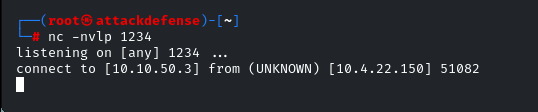 ┌──(root㉿attackdefense)-[~]
└─# nc -nvlp 1234
listening on [any] 1234 ...
connect to [10.10.50.3] from (UNKNOWN) [10.4.22.150] 51082